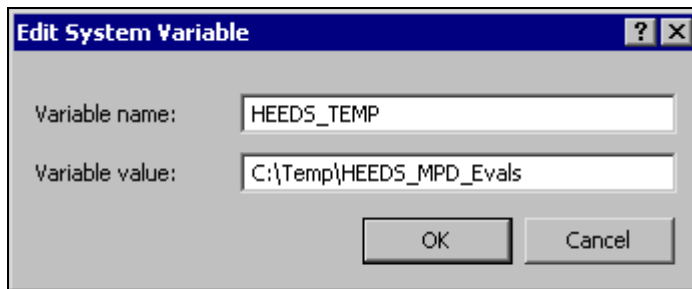 Edit System Variable
Variable name: HEEDS_TEMP
Variable value: C:\Temp\HEEDS_MPD_Evals
OK Cancel